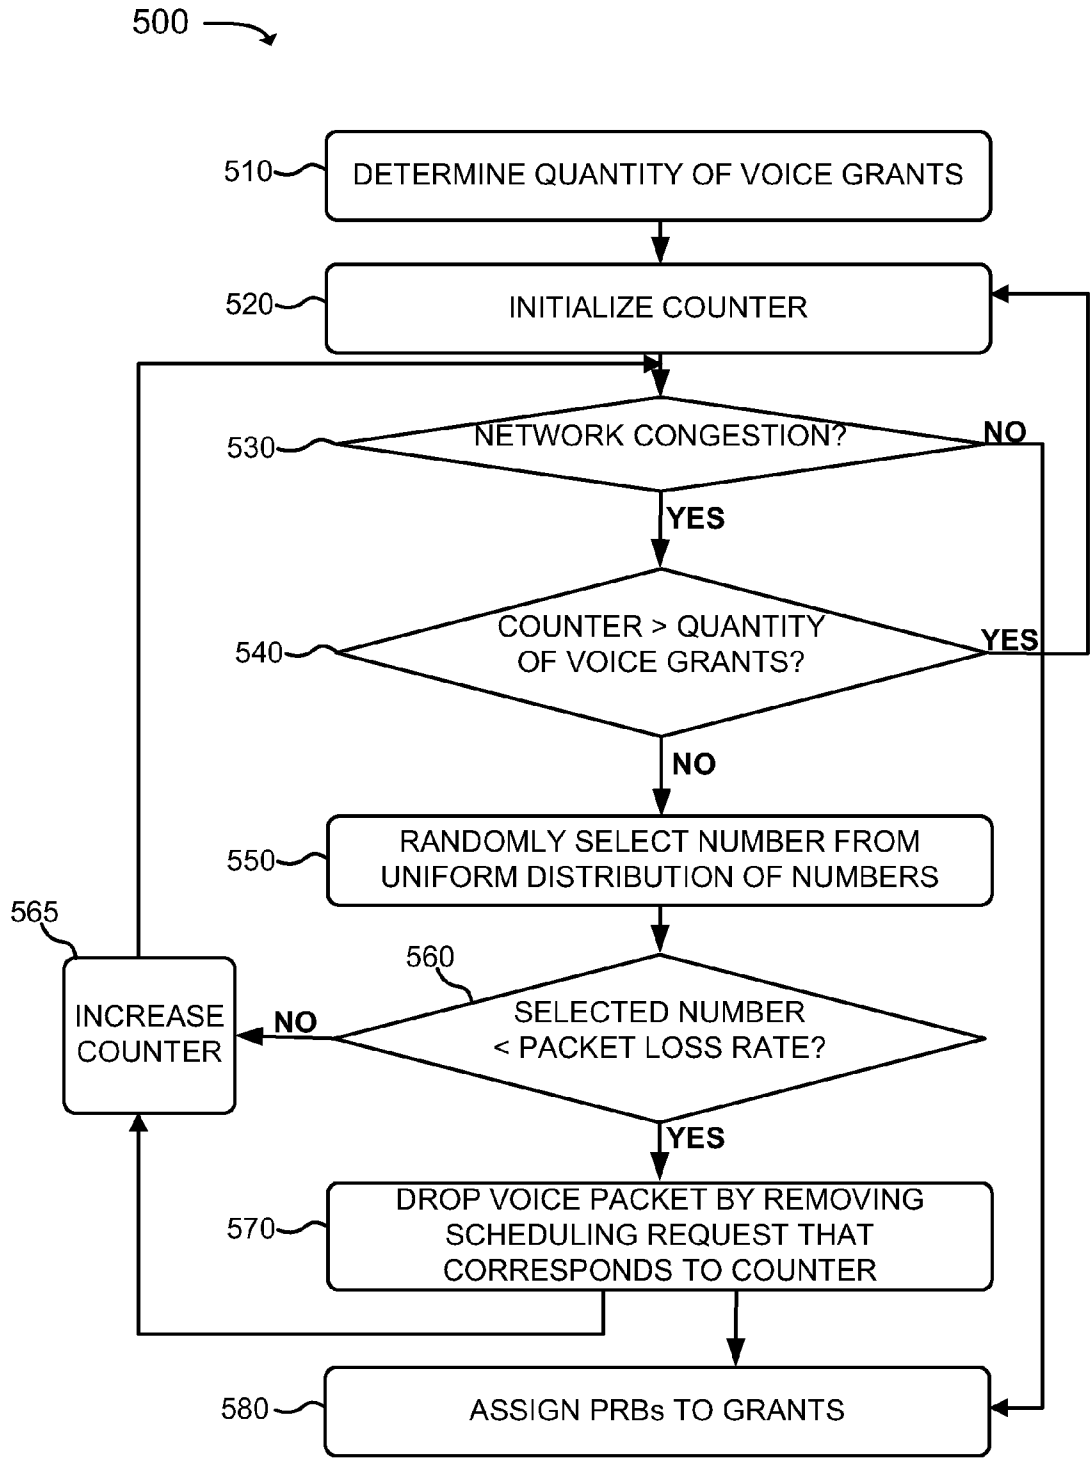 500
510
DETERMINE QUANTITY OF VOICE GRANTS
520
INITIALIZE COUNTER
530
NETWORK CONGESTION?
NO
YES
540
COUNTER > QUANTITY
OF VOICE GRANTS?
YES
NO
550
RANDOMLY SELECT NUMBER FROM
UNIFORM DISTRIBUTION OF NUMBERS
565
INCREASE
COUNTER
560
SELECTED NUMBER
< PACKET LOSS RATE?
NO
YES
570
DROP VOICE PACKET BY REMOVING
SCHEDULING REQUEST THAT
CORRESPONDS TO COUNTER
580
ASSIGN PRBs TO GRANTS